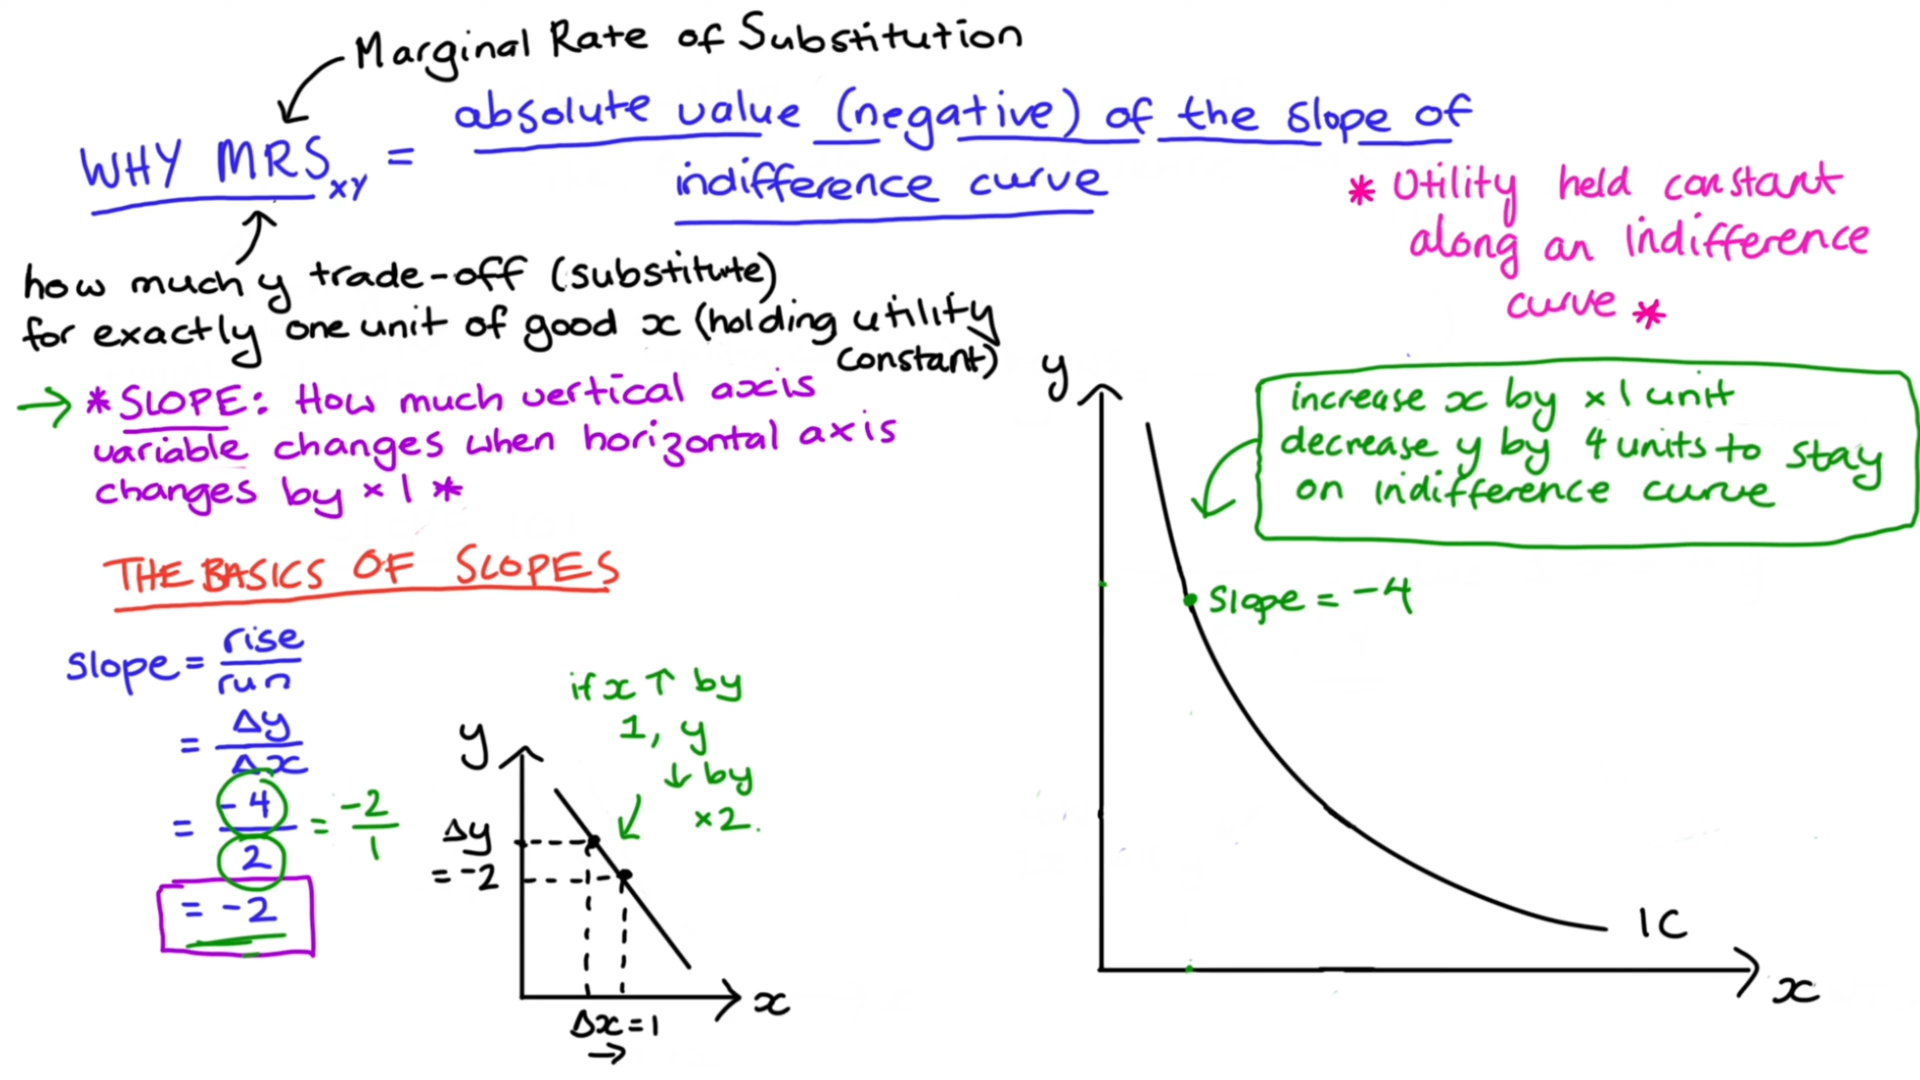 Marginal Rate of Substitution
WHY MRSxy = absolute value (negative) of the slope of
indifference curve
* Utility held constant
along an indifference
curve *
how much y trade-off (substitute)
for exactly one unit of good x (holding utility
constant)
→ * SLOPE: How much vertical axis
variable changes when horizontal axis
changes by × 1 *
THE BASICS OF SLOPES
slope = rise/run
= Δy/Δx
= -4/2 = -2/1
= -2
if x ↑ by
1, y
↓ by
×2.
y
Δy
= -2
x
Δx = 1
→
y
increase x by × 1 unit
decrease y by 4 units to stay
on indifference curve
slope = -4
IC
x